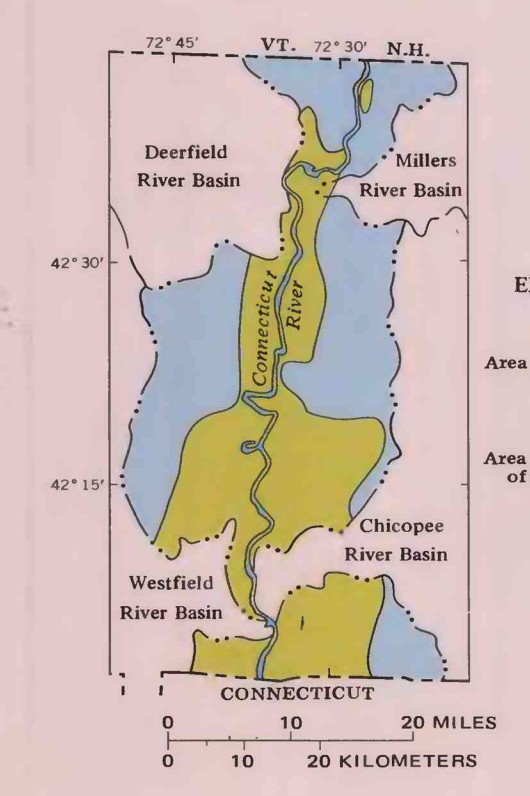 72° 45' VT. 72° 30' N.H.
Deerfield
River Basin
Millers
River Basin
42° 30'
Connecticut
River
Area
Area
of
42° 15'
Chicopee
River Basin
Westfield
River Basin
CONNECTICUT
0 10 20 MILES
0 10 20 KILOMETERS